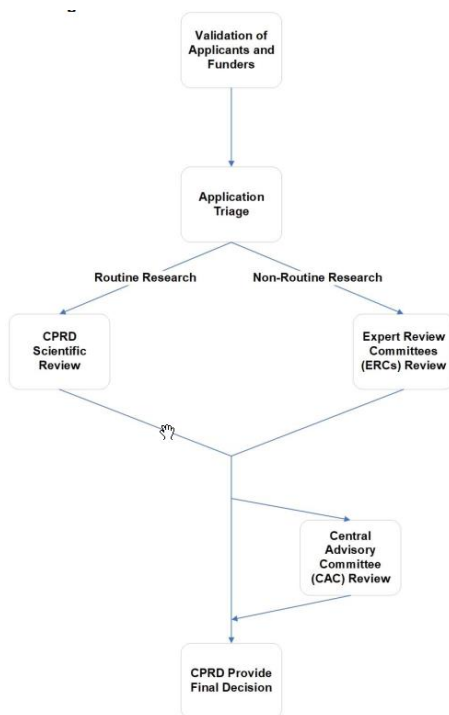 Validation of
Applicants and
Funders
Application
Triage
Routine Research
Non-Routine Research
CPRD
Scientific
Review
Expert Review
Committees
(ERCs) Review
Central
Advisory
Committee
(CAC) Review
CPRD Provide
Final Decision